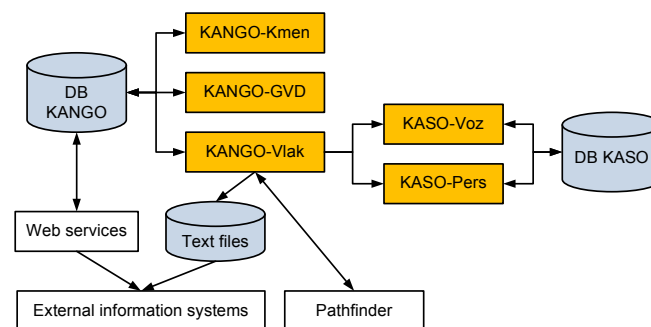 KANGO-Kmen
DB
KANGO
KANGO-GVD
KANGO-Vlak
KASO-Voz
KASO-Pers
DB KASO
Web services
Text files
External information systems
Pathfinder